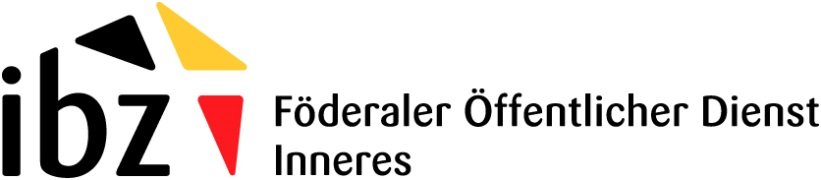 ibz
Föderaler Öffentlicher Dienst
Inneres